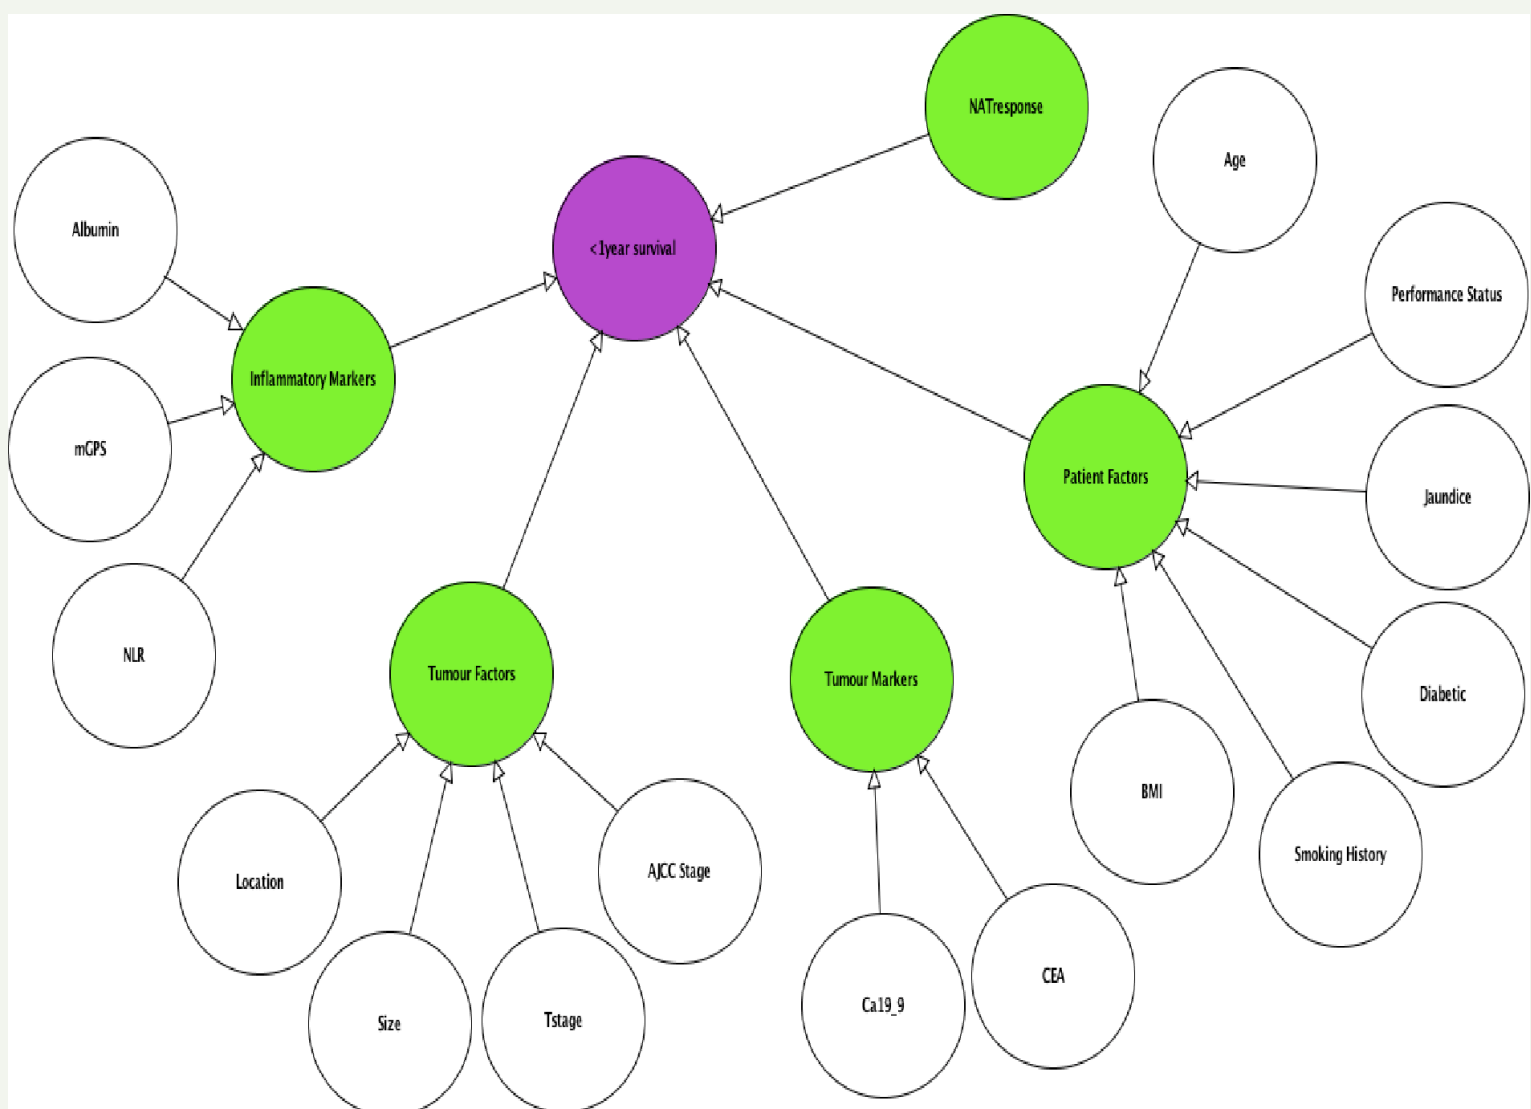 NATresponse
Age
Albumin
<1year survival
Performance Status
Inflammatory Markers
mGPS
Patient Factors
Jaundice
NLR
Tumour Factors
Tumour Markers
Diabetic
BMI
Smoking History
Location
AJCC Stage
Size
Tstage
Ca19_9
CEA